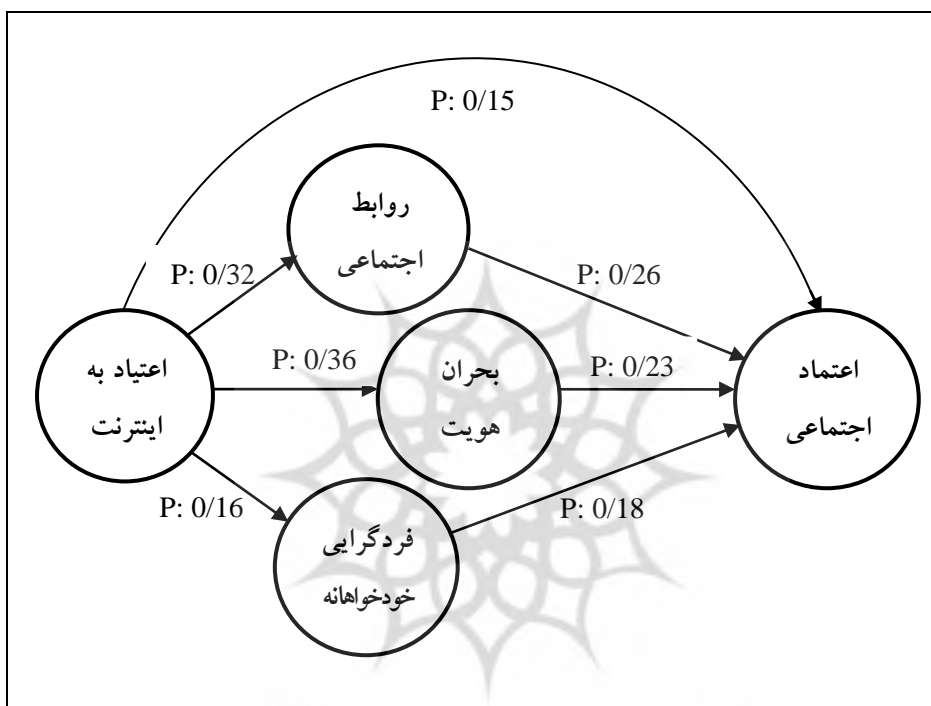 P: 0/15
روابط
اجتماعی
P: 0/32
P: 0/26
اعتیاد به
اینترنت
P: 0/36
بحران
هویت
P: 0/23
اعتماد
اجتماعی
P: 0/16
فردگرایی
خودخواهانه
P: 0/18